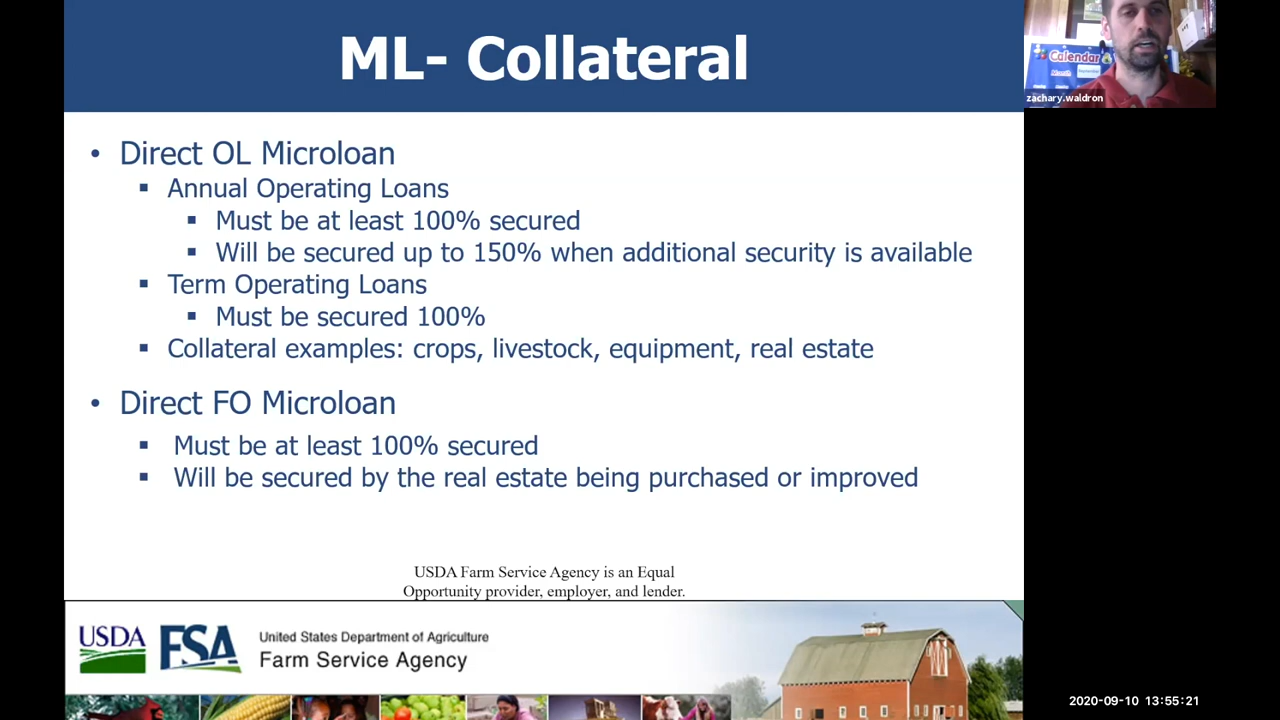 ML- Collateral
• Direct OL Microloan
▪ Annual Operating Loans
▪ Must be at least 100% secured
▪ Will be secured up to 150% when additional security is available
▪ Term Operating Loans
▪ Must be secured 100%
▪ Collateral examples: crops, livestock, equipment, real estate
• Direct FO Microloan
▪ Must be at least 100% secured
▪ Will be secured by the real estate being purchased or improved
USDA Farm Service Agency is an Equal
Opportunity provider, employer, and lender.
USDA
FSA
United States Department of Agriculture
Farm Service Agency
Calendar
zachary.waldron
2020-09-10 13:55:21